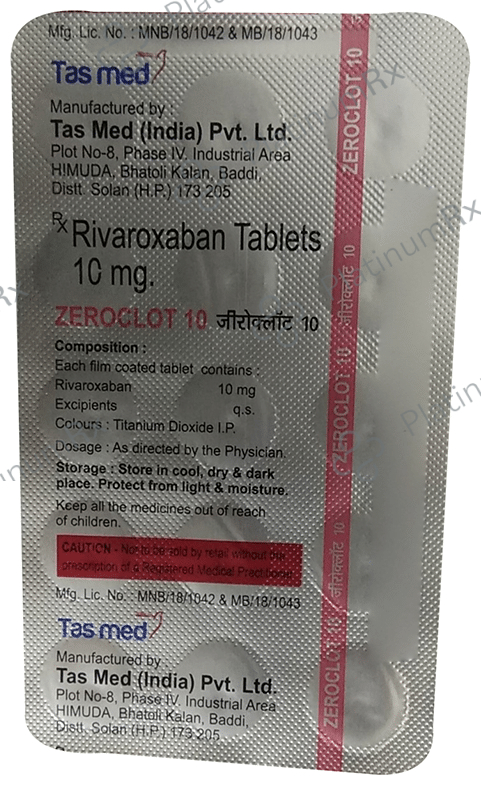 Mfg. Lic. No. : MNB/18/1042 & MB/18/1043
Tas med
Manufactured by :
Tas Med (India) Pvt. Ltd.
Plot No-8, Phase IV. Industrial Area
HIMUDA, Bhatoli Kalan, Baddi,
Distt. Solan (H.P.) 173 205
Rx Rivaroxaban Tablets
10 mg.
ZEROCLOT 10 जीरोक्लॉट 10
Composition :
Each film coated tablet contains :
Rivaroxaban 10 mg
Excipients q.s.
Colours : Titanium Dioxide I.P.
Dosage : As directed by the Physician.
Storage : Store in cool, dry & dark
place. Protect from light & moisture.
Keep all the medicines out of reach
of children.
CAUTION - Not to be sold by retail without the
prescription of a Registered Medical Practitioner
Mfg. Lic. No. : MNB/18/1042 & MB/18/1043
Tas med
Manufactured by :
Tas Med (India) Pvt. Ltd.
Plot No-8, Phase IV. Industrial Area
HIMUDA, Bhatoli Kalan, Baddi,
Distt. Solan (H.P.) 173 205
ZEROCLOT 10
जीरोक्लॉट 10
ZEROCLOT 10
जीरोक्लॉट 10
ZEROCLOT 10
PlatinumRx